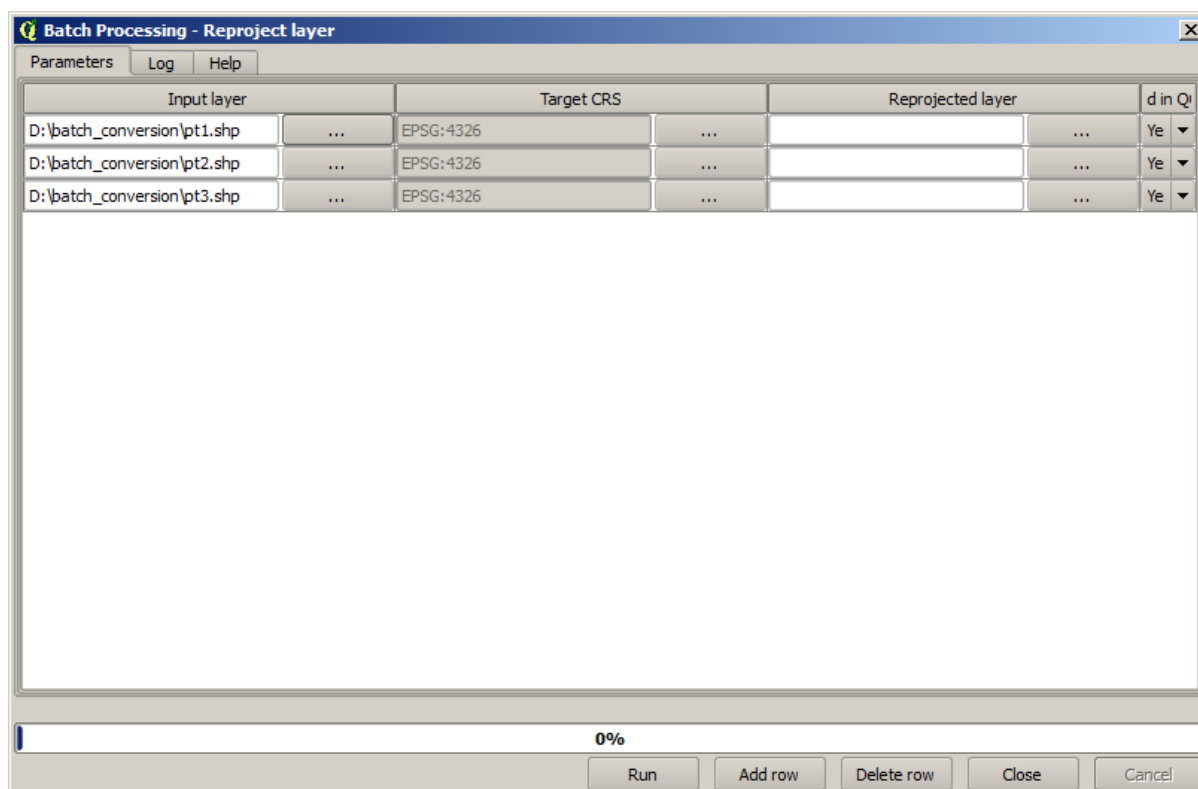 Batch Processing - Reproject layer
Parameters Log Help
Input layer Target CRS Reprojected layer d in Q
D:\batch_conversion\pt1.shp ... EPSG:4326 ... ... Ye
D:\batch_conversion\pt2.shp ... EPSG:4326 ... ... Ye
D:\batch_conversion\pt3.shp ... EPSG:4326 ... ... Ye
0%
Run Add row Delete row Close Cancel